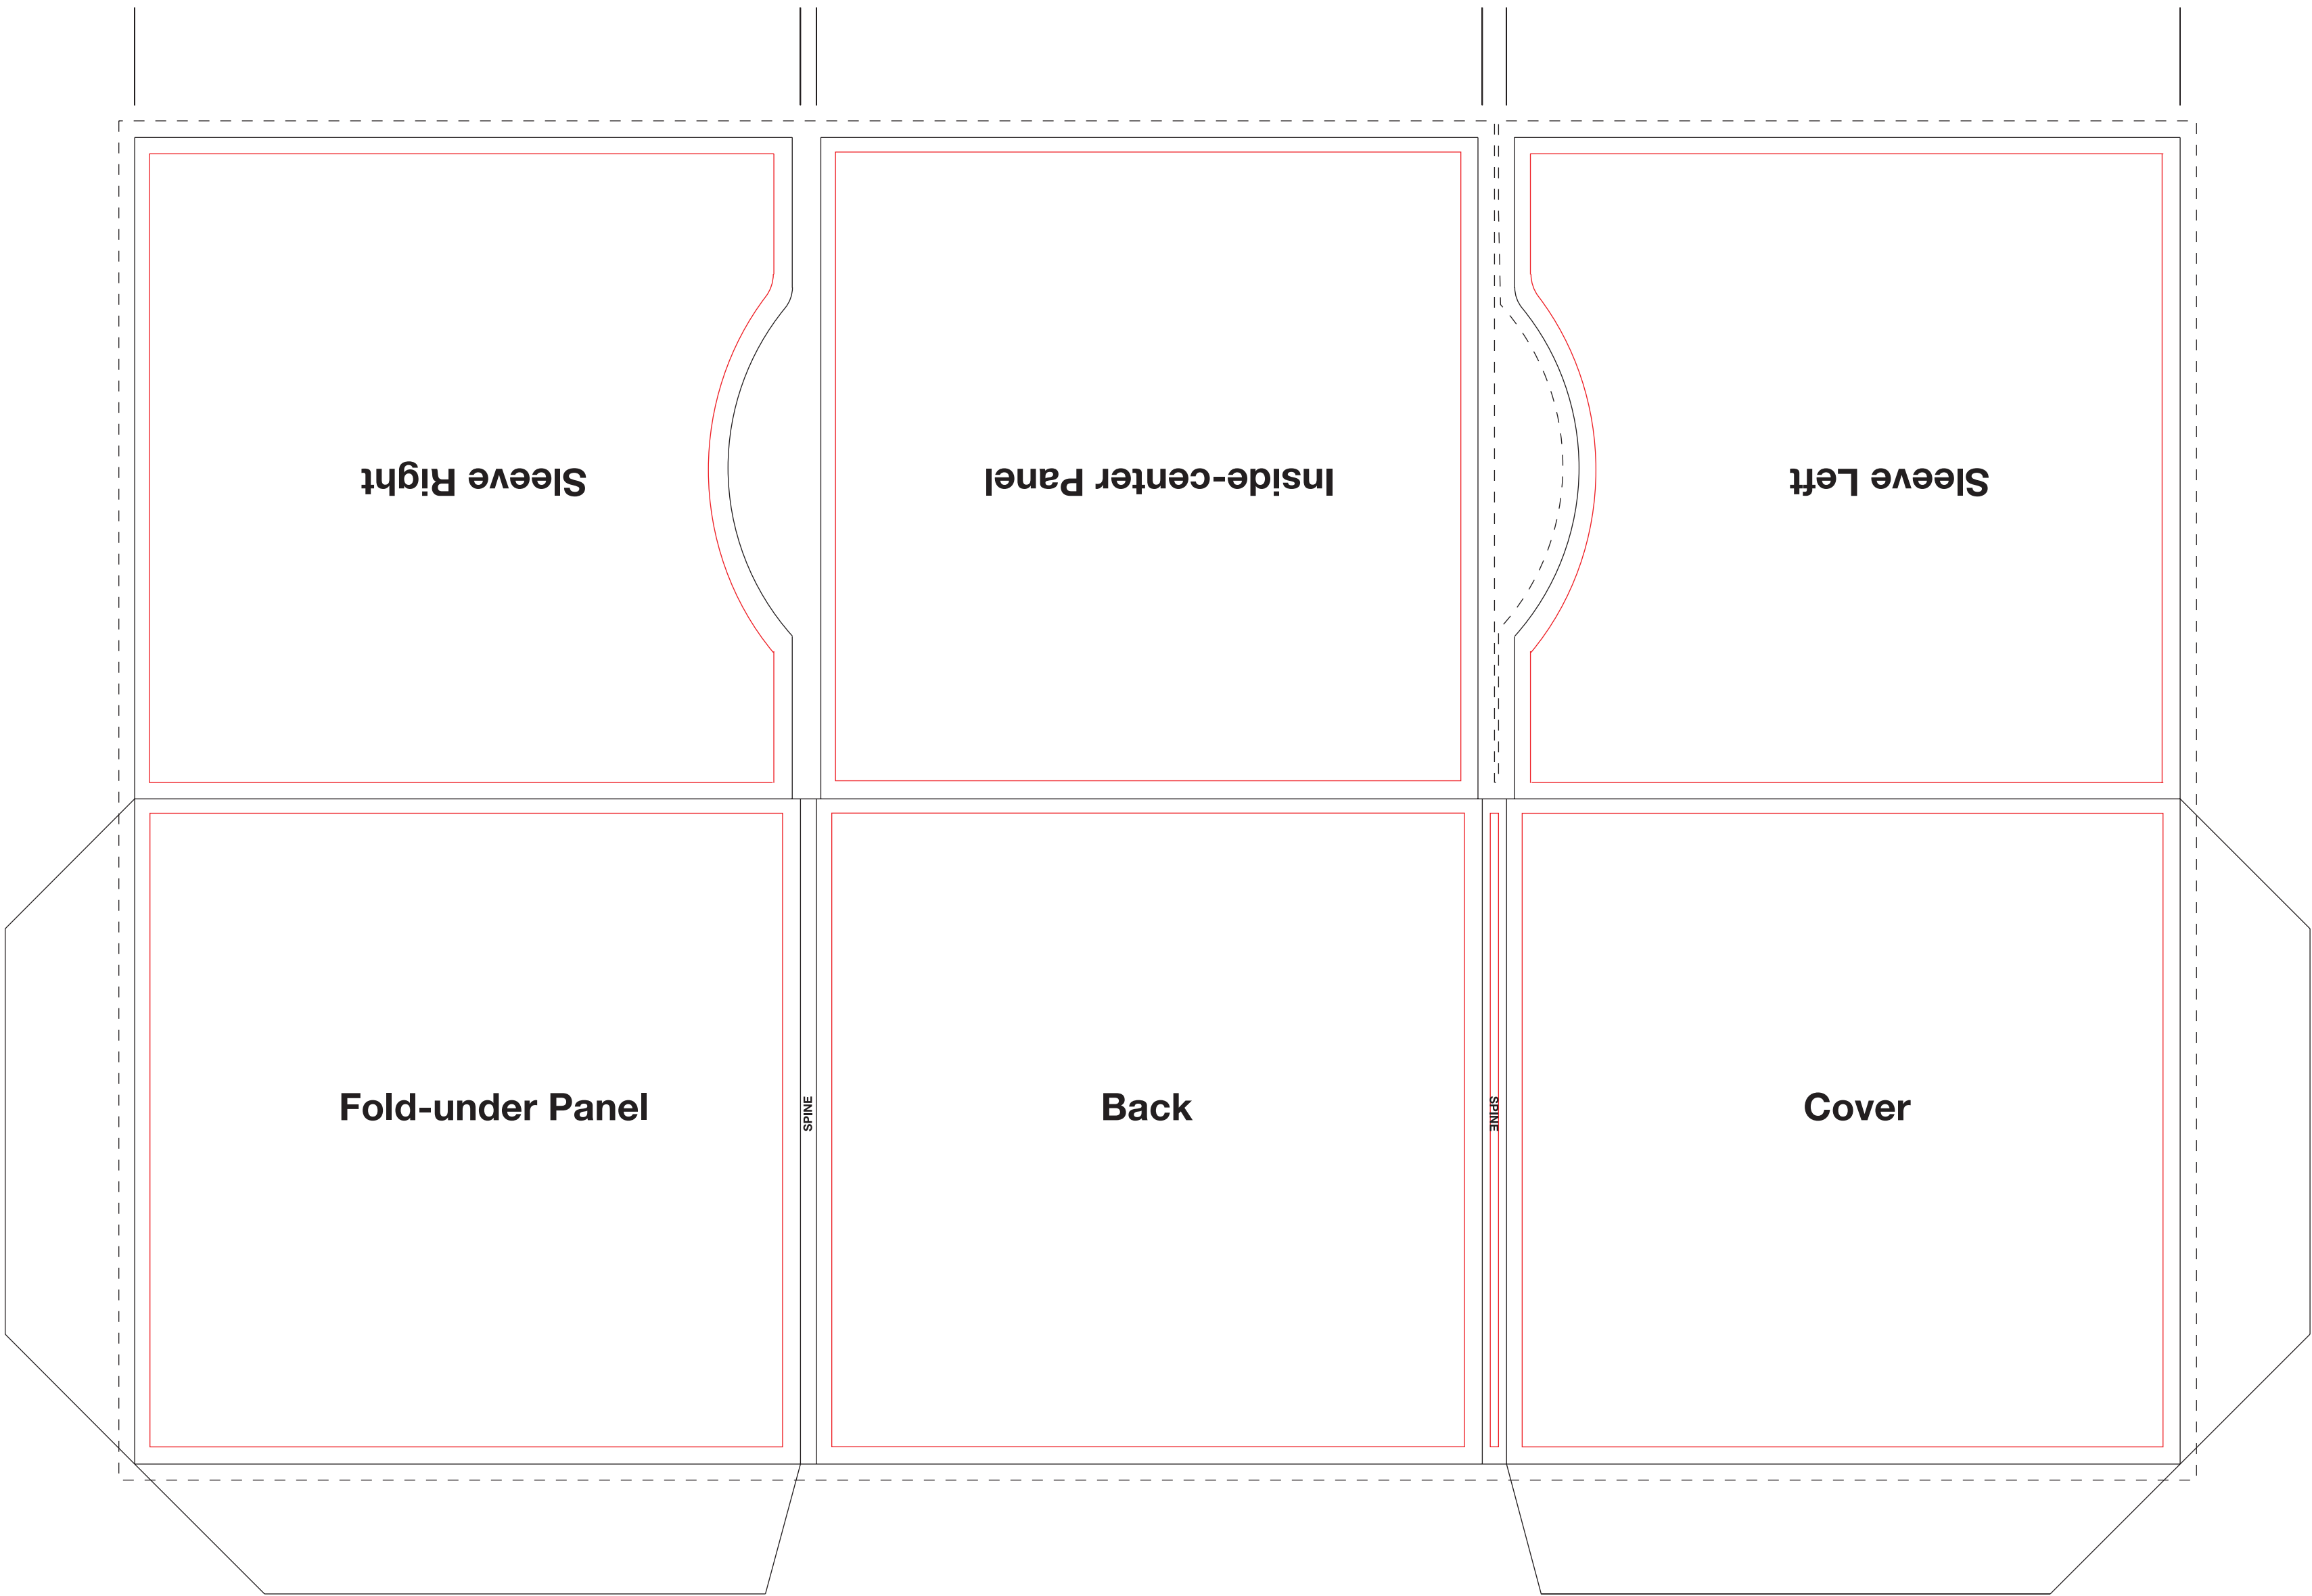 Sleeve right
Inside-center Panel
Sleeve Left
Fold-under Panel
SPINE
Back
SPINE
Cover